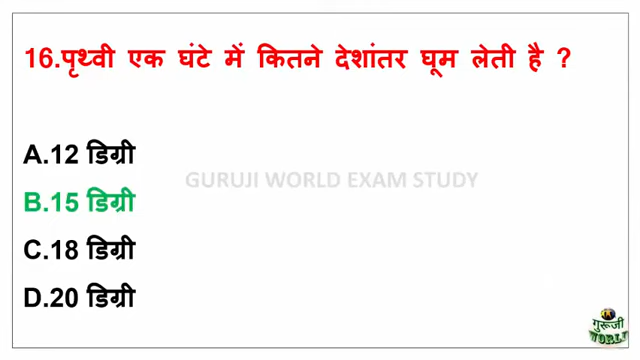 16.पृथ्वी एक घंटे में कितने देशांतर घूम लेती है ?
A.12 डिग्री
GURUJI WORLD EXAM STUDY
B.15 डिग्री
C.18 डिग्री
D.20 डिग्री
गुरूजी
WORLD